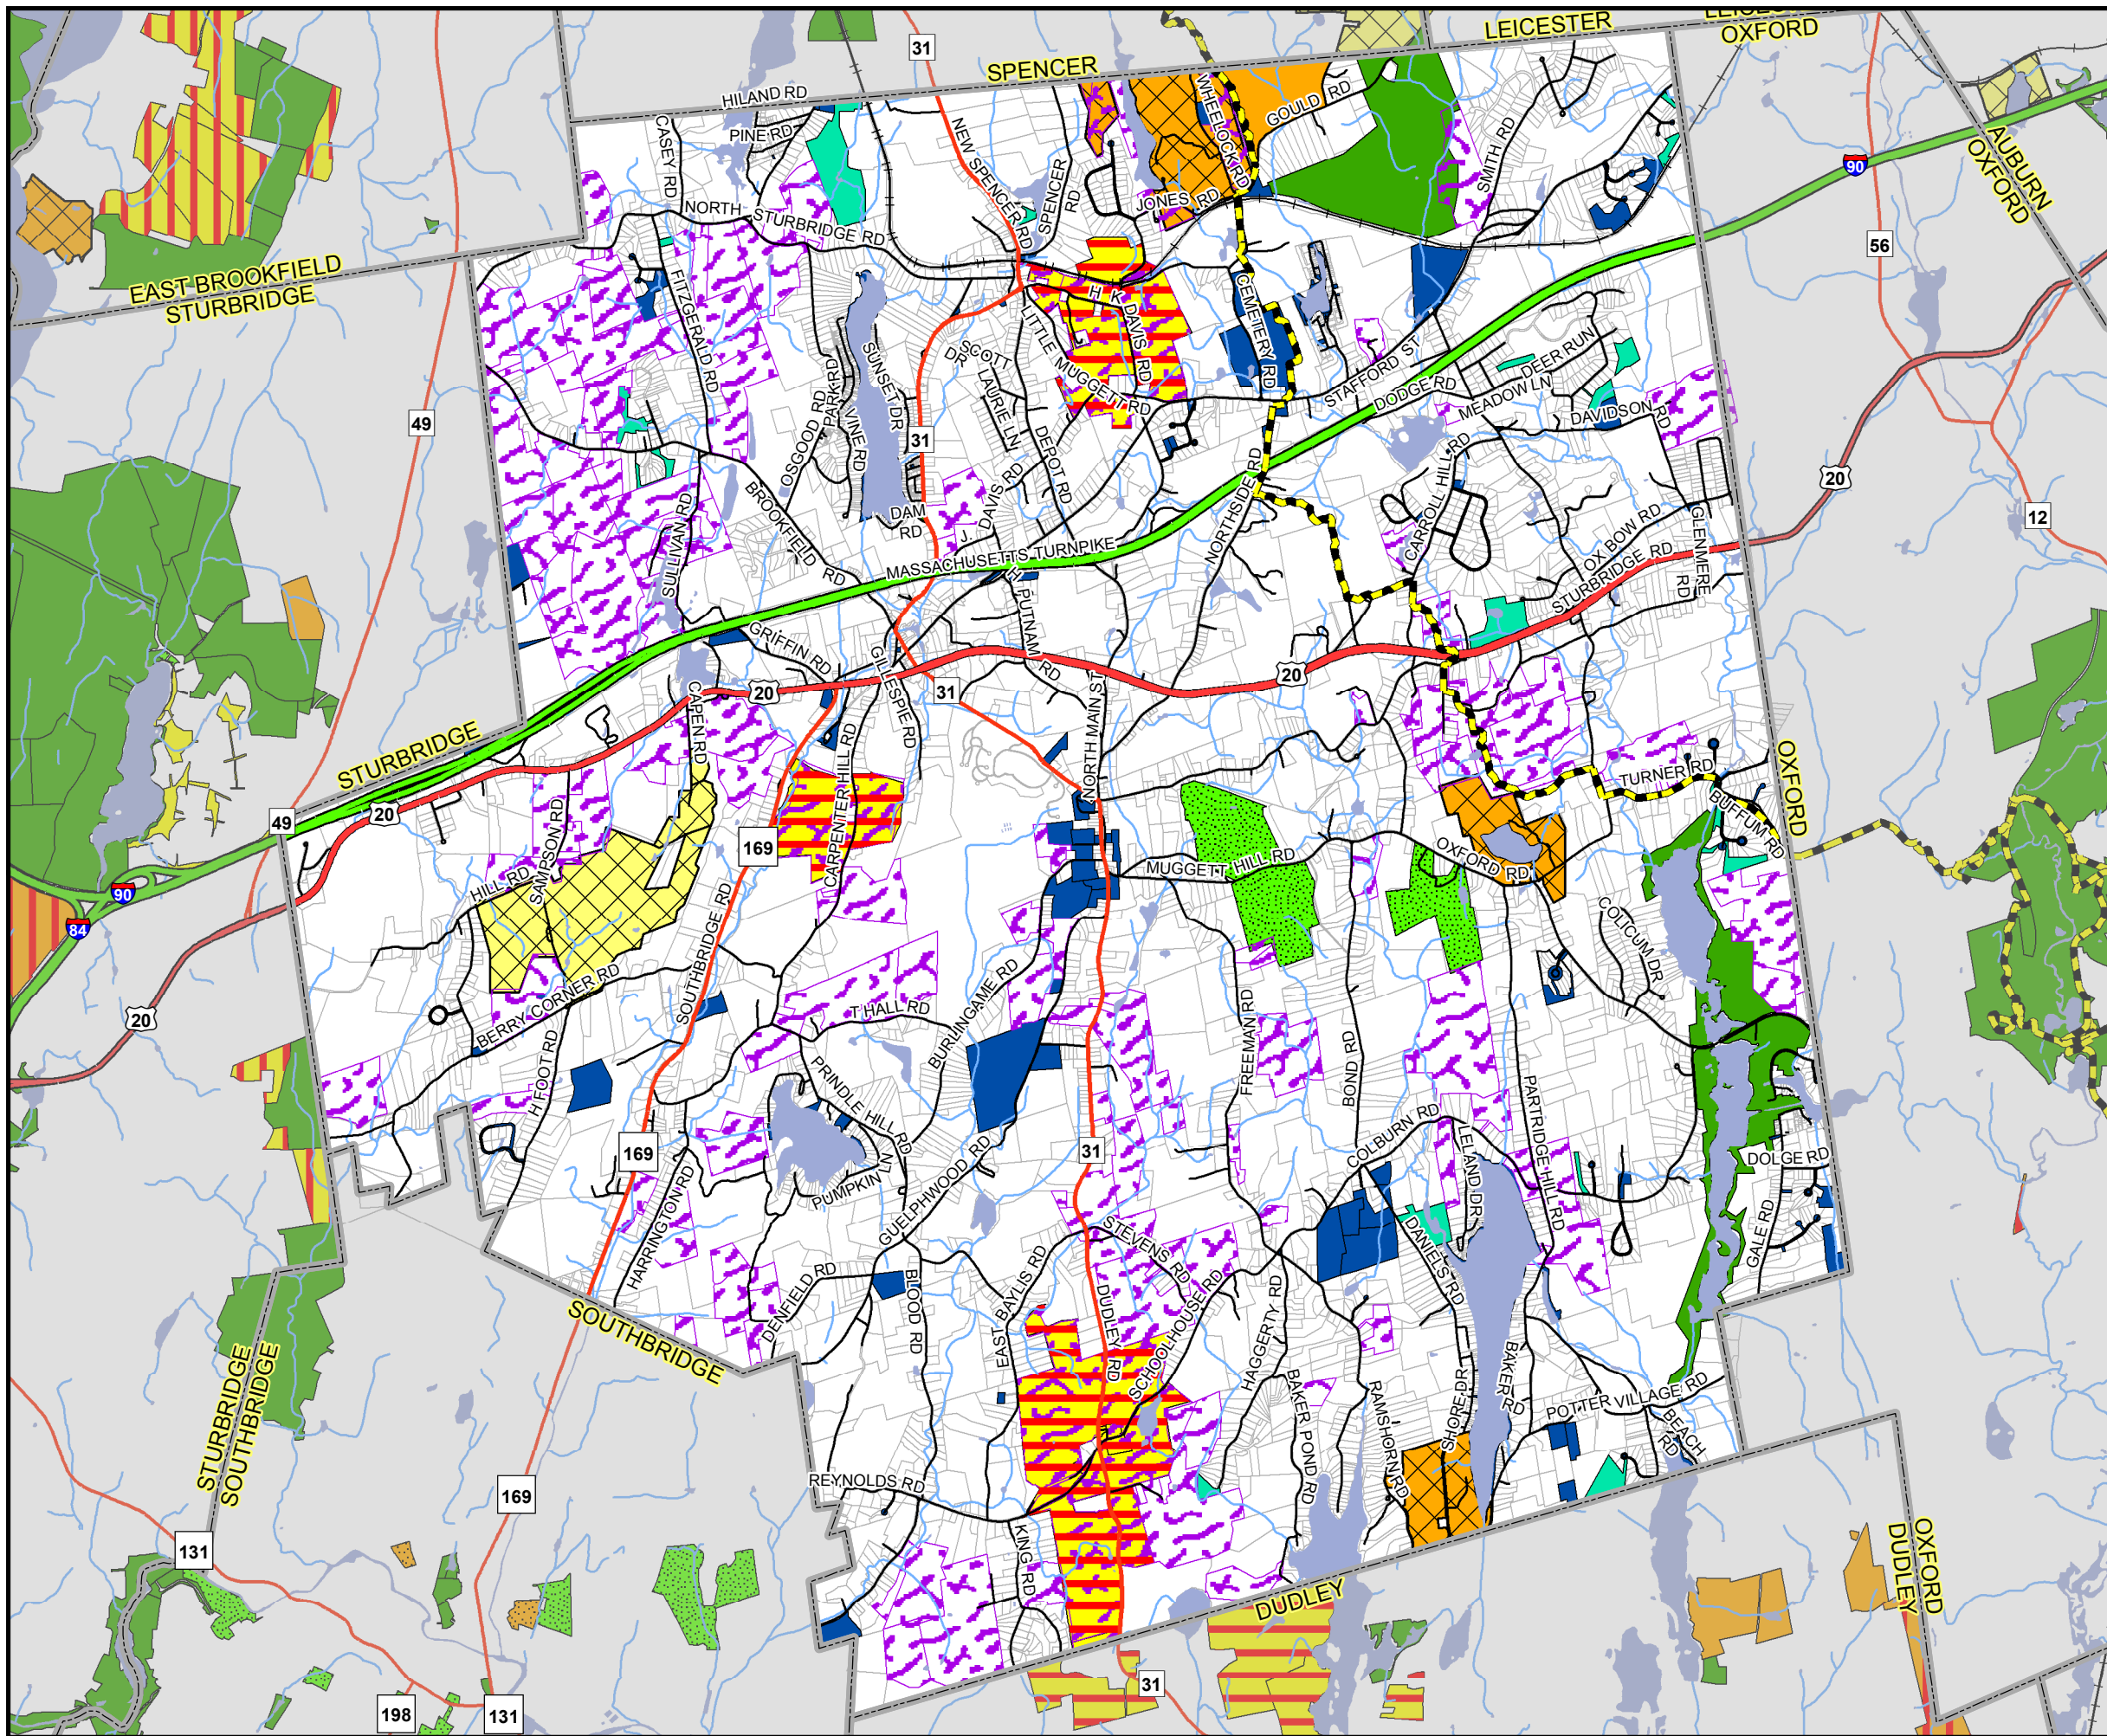 LEICESTER
OXFORD
LEICESTER
SPENCER
31
HILAND RD
PINE RD
CASEY RD
NEW SPENCER RD
SPENCER
RD
WHEELOCK RD
GOULD RD
SMITH RD
JONES RD
AUBURN
OXFORD
90
56
NORTH STURBRIDGE RD
EAST BROOKFIELD
STURBRIDGE
FITZGERALD RD
H K DAVIS RD
CEMETERY RD
LITTLE MUGGETT RD
SCOTT
DR
LAURIE LN
SUNSET DR
PARK RD
OSGOOD RD
VINE RD
STAFFORD ST
DODGE RD
DEER RUN
MEADOW LN
DAVIDSON RD
49
31
DEPOT RD
J DAVIS RD
CARROLL HILL RD
NORTHSIDE RD
20
12
SULLIVAN RD
BROOKFIELD RD
DAM
RD
MASSACHUSETTS TURNPIKE
OX BOW RD
STURBRIDGE RD
GLENMERE
RD
H PUTNAM RD
GRIFFIN RD
GILLESPIE RD
20
31
20
CAPEN RD
NORTH MAIN ST
STURBRIDGE
OXFORD
TURNER RD
BUFFUM RD
49
20
SAMPSON RD
HILL RD
169
CARPENTER HILL RD
MUGGETT HILL RD
OXFORD RD
90
84
20
SOUTHBRIDGE RD
BERRY CORNER RD
COLICUM DR
T HALL RD
BURLINGAME RD
FREEMAN RD
BOND RD
PARTRIDGE HILL RD
H FOOT RD
PRINDLE HILL RD
COLBURN RD
LELAND DR
DOLGE RD
169
31
HARRINGTON RD
PUMPKIN LN
GUELPHWOOD RD
STEVENS RD
DANIELS RD
GALE RD
SOUTHBRIDGE
DENFIELD RD
BLOOD RD
EAST BAYLIS RD
DUDLEY RD
SCHOOLHOUSE RD
HAGGERTY RD
BAKER POND RD
RAMSHORN RD
SHORE DR
BAKER
RD
POTTER VILLAGE RD
BEACH
RD
STURBRIDGE
SOUTHBRIDGE
REYNOLDS RD
KING RD
169
131
DUDLEY
OXFORD
DUDLEY
31
198
131